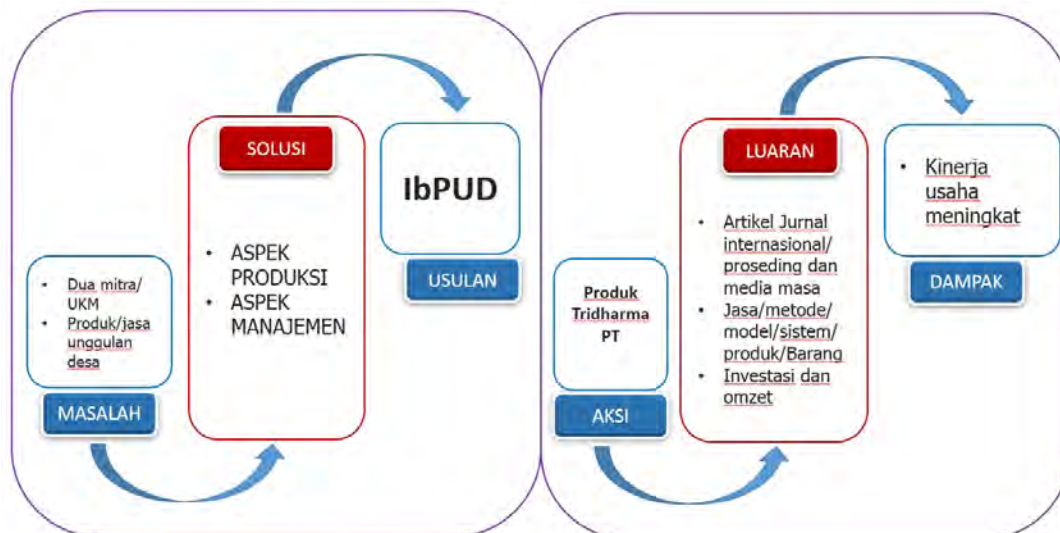 • Dua mitra/
UKM
• Produk/jasa
unggulan
desa
MASALAH
SOLUSI
• ASPEK
PRODUKSI
• ASPEK
MANAJEMEN
IbPUD
USULAN
Produk
Tridharma
PT
AKSI
LUARAN
• Artikel Jurnal
internasional/
proseding dan
media masa
• Jasa/metode/
model/sistem/
produk/Barang
• Investasi dan
omzet
• Kinerja
usaha
meningkat
DAMPAK